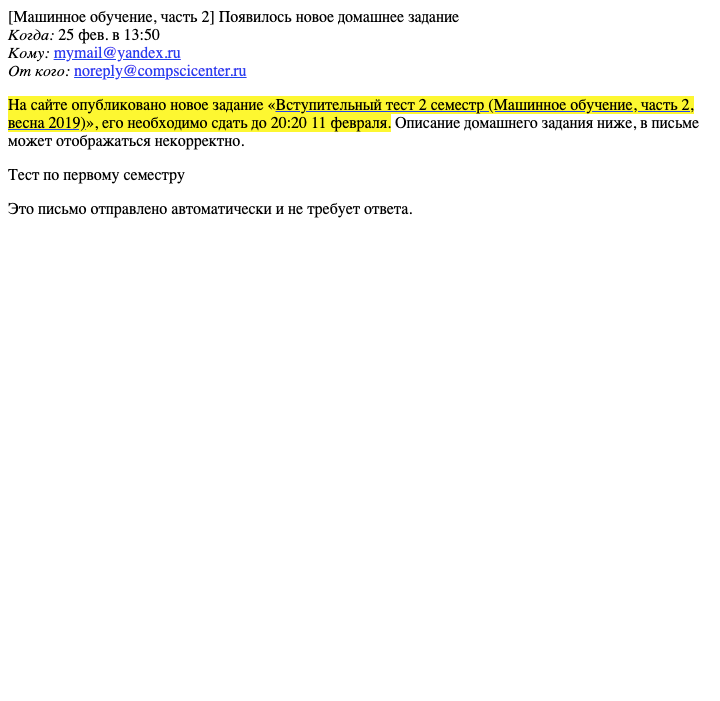 [Машинное обучение, часть 2] Появилось новое домашнее задание
Когда: 25 фев. в 13:50
Кому: mymail@yandex.ru
От кого: noreply@compscicenter.ru
На сайте опубликовано новое задание «Вступительный тест 2 семестр (Машинное обучение, часть 2,
весна 2019)», его необходимо сдать до 20:20 11 февраля. Описание домашнего задания ниже, в письме
может отображаться некорректно.
Тест по первому семестру
Это письмо отправлено автоматически и не требует ответа.